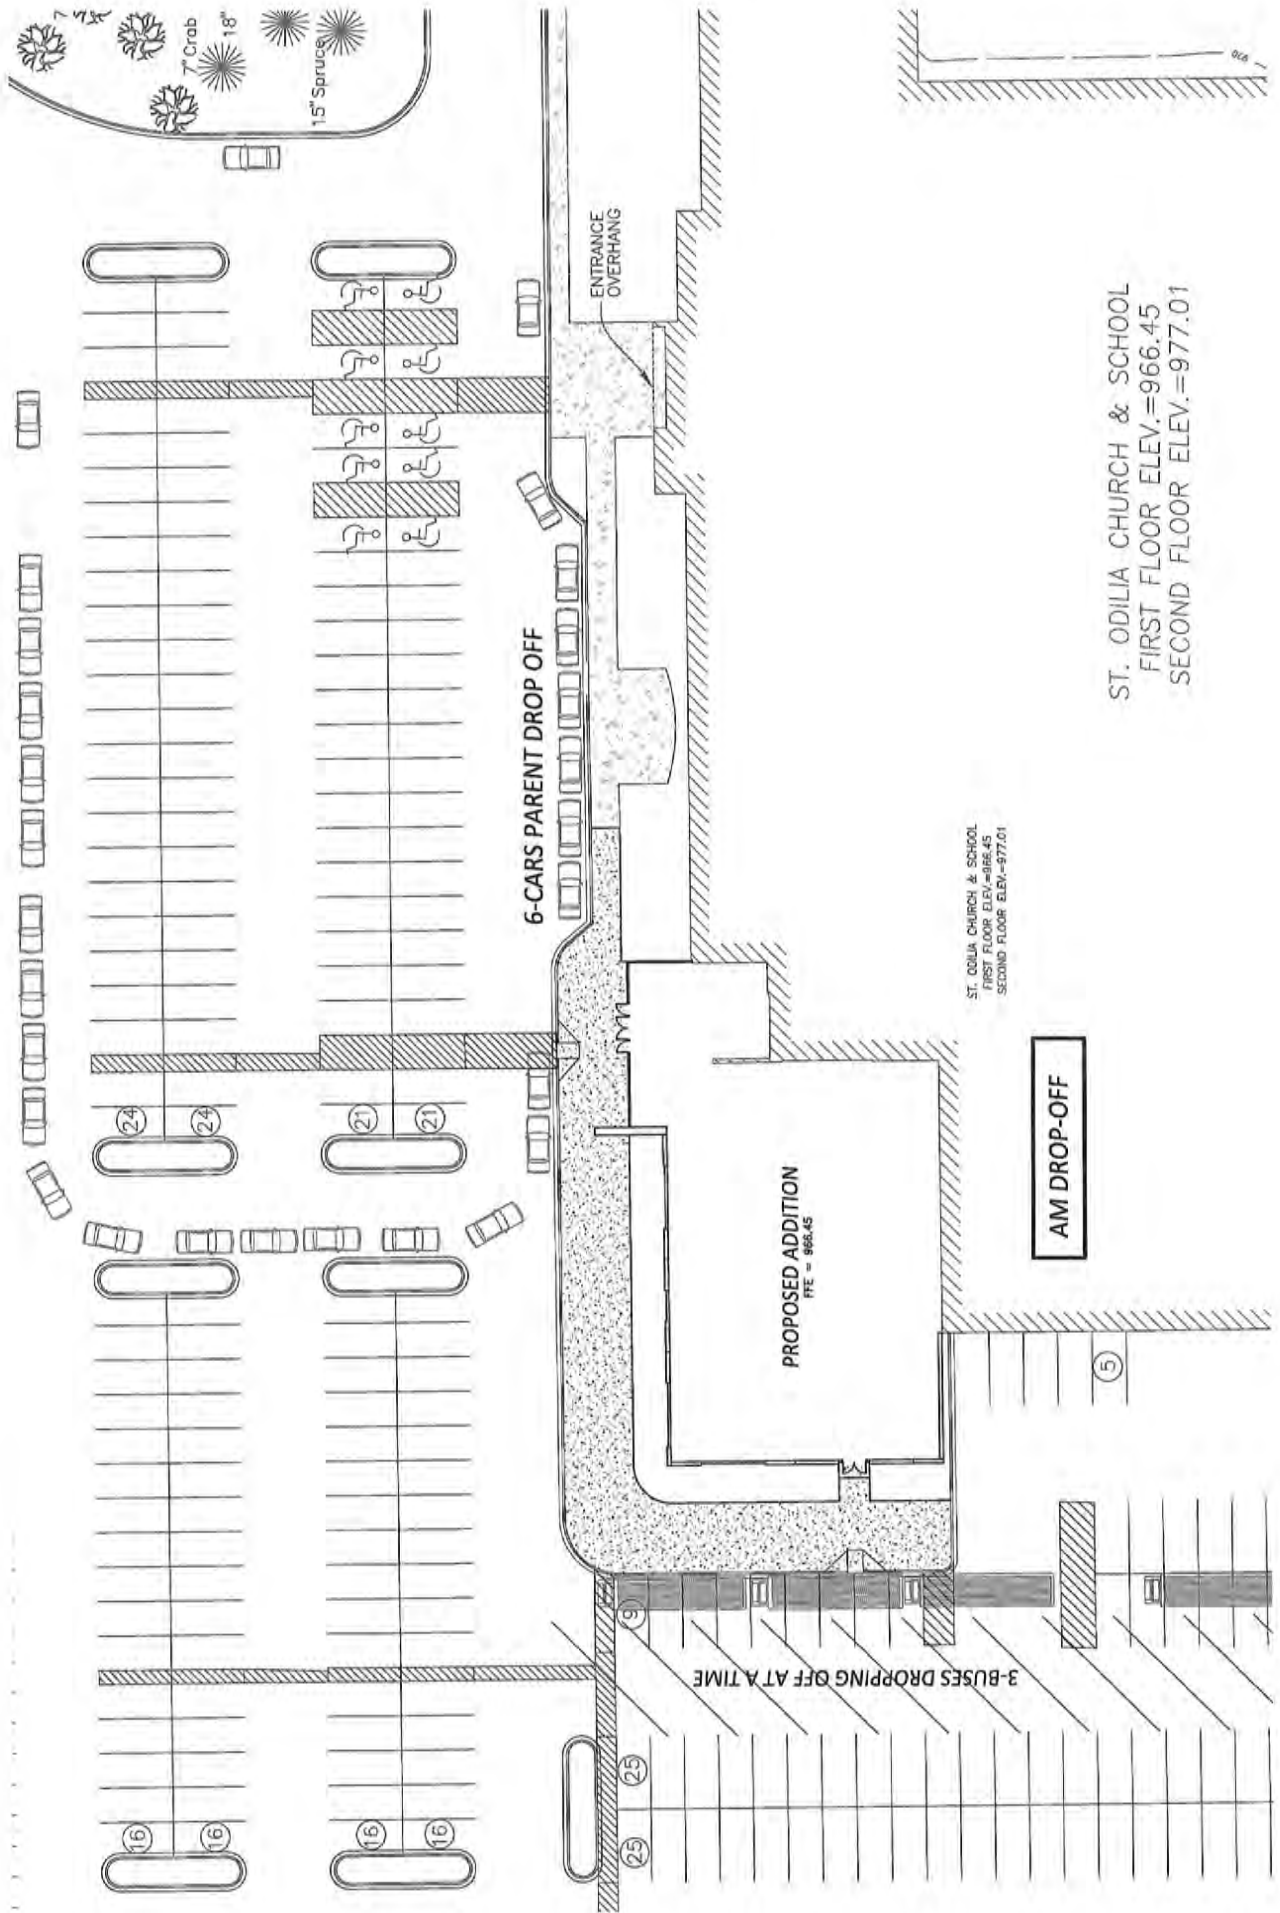 7" Crab
18"
15" Spruce
ENTRANCE
OVERHANG
970
ST. ODILIA CHURCH & SCHOOL
FIRST FLOOR ELEV.=966.45
SECOND FLOOR ELEV.=977.01
6-CARS PARENT DROP OFF
ST. ODILIA CHURCH & SCHOOL
FIRST FLOOR ELEV.=966.45
SECOND FLOOR ELEV.=977.01
24
24
21
21
PROPOSED ADDITION
FFE = 966.45
AM DROP-OFF
5
9
3-BUSES DROPPING OFF AT A TIME
16
16
16
16
25
25